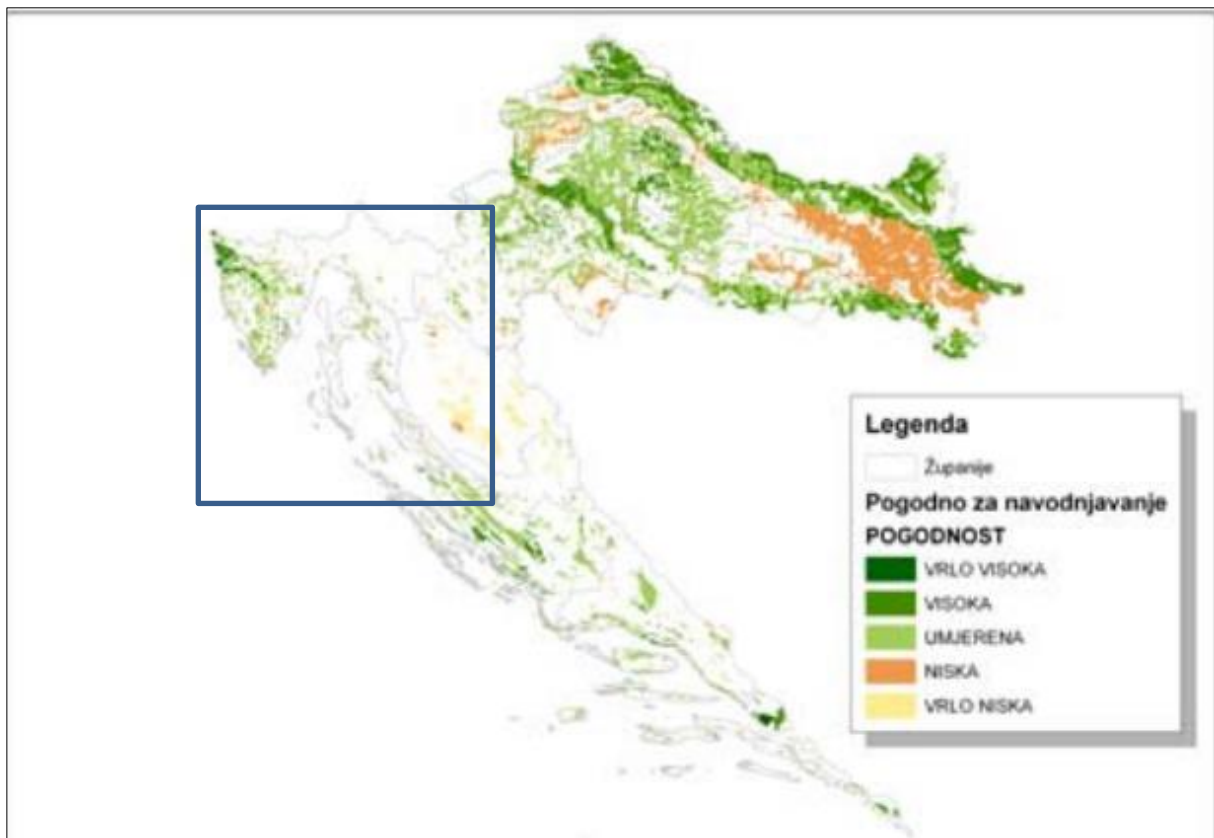 Legenda
Županije
Pogodno za navodnjavanje
POGODNOST
VRLO VISOKA
VISOKA
UMJERENA
NISKA
VRLO NISKA